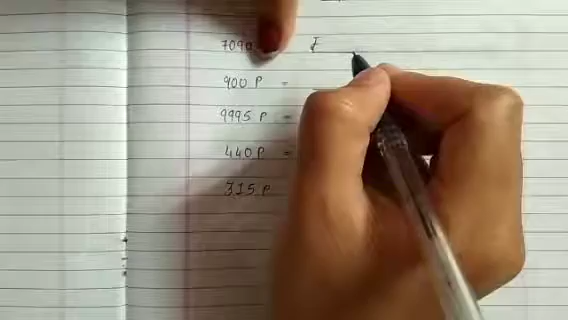 7090 ₹
900 P =
9995 P =
440 P =
315 P